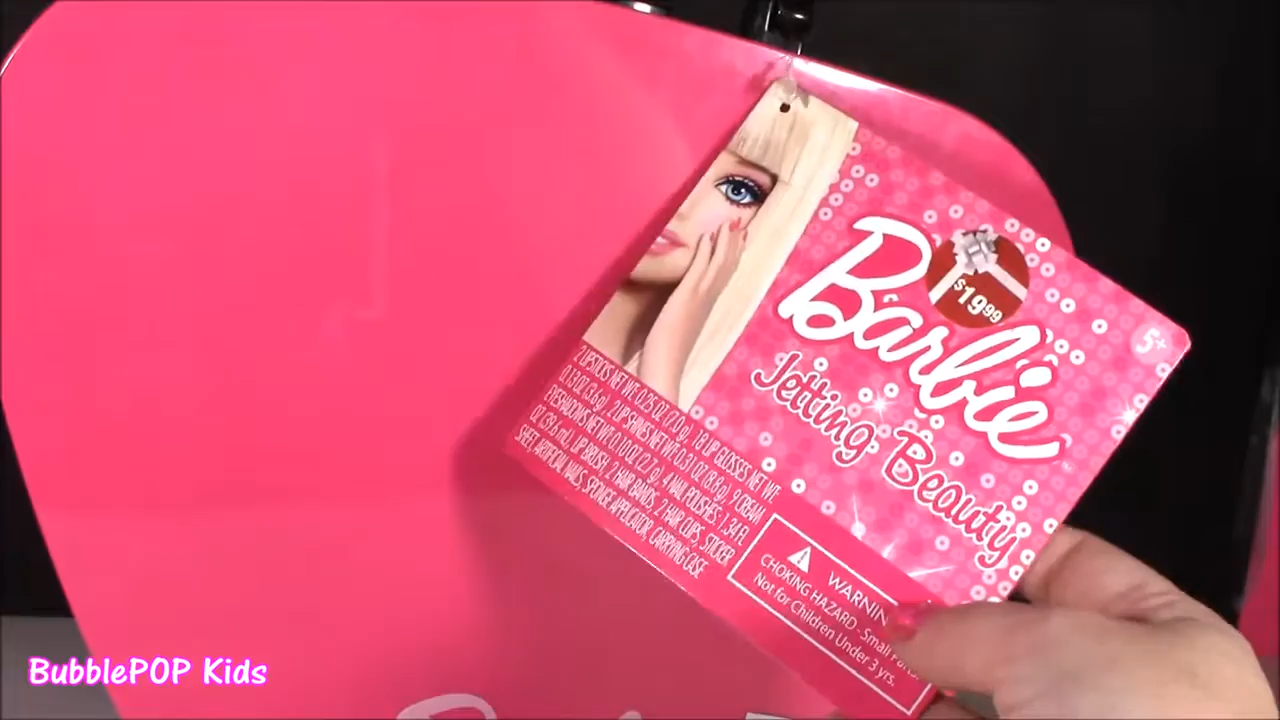 Barbie
$19.99
5+
Jetting Beauty
2 LIPSTICKS NET WT. 0.25 OZ (7.0g), 18 LIP GLOSSES NET WT.
0.13 OZ (3.6g), 2 LIP SHINES NET WT. 0.31 OZ (8.8g), 9 CREAM
EYESHADOWS NET WT. 0.10 OZ (2.7g), 4 NAIL POLISHES, 1.34 FL
OZ (39.6 mL), LIP BRUSH, 2 HAIR BANDS, 2 HAIR CLIPS, STICKER
SHEET, ARTIFICIAL NAILS, SPONGE APPLICATOR, CARRYING CASE
WARNIN
CHOKING HAZARD - Small
Not for Children Under 3 yrs.
BubblePOP Kids